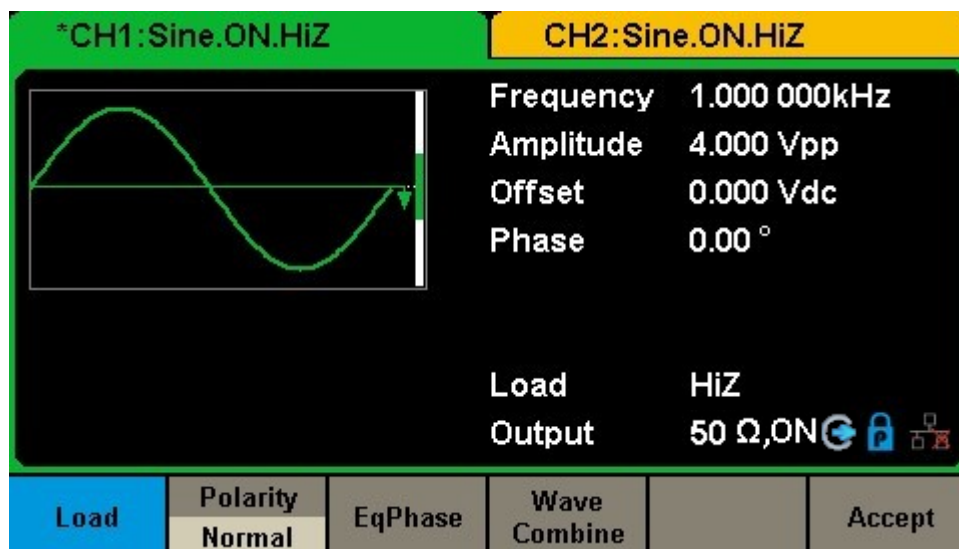 *CH1:Sine.ON.HiZ
CH2:Sine.ON.HiZ
Frequency 1.000 000kHz
Amplitude 4.000 Vpp
Offset 0.000 Vdc
Phase 0.00 °
Load HiZ
Output 50 Ω,ON P
Load
Polarity
Normal
EqPhase
Wave
Combine
Accept